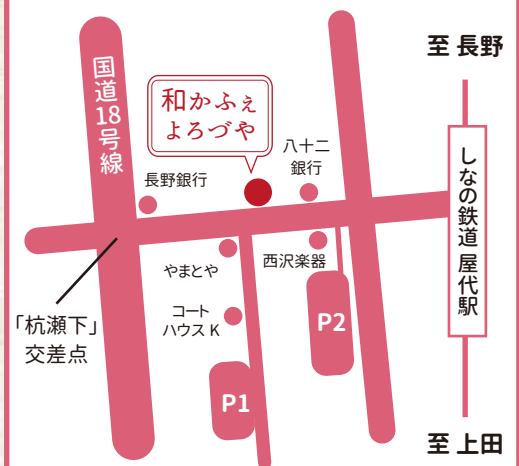 至 長野
国道18号線
和かふぇ
よろづや
八十二
銀行
長野銀行
しなの鉄道 屋代駅
西沢楽器
やまとや
コート
ハウス K
P2
「杭瀬下」
交差点
P1
至 上田